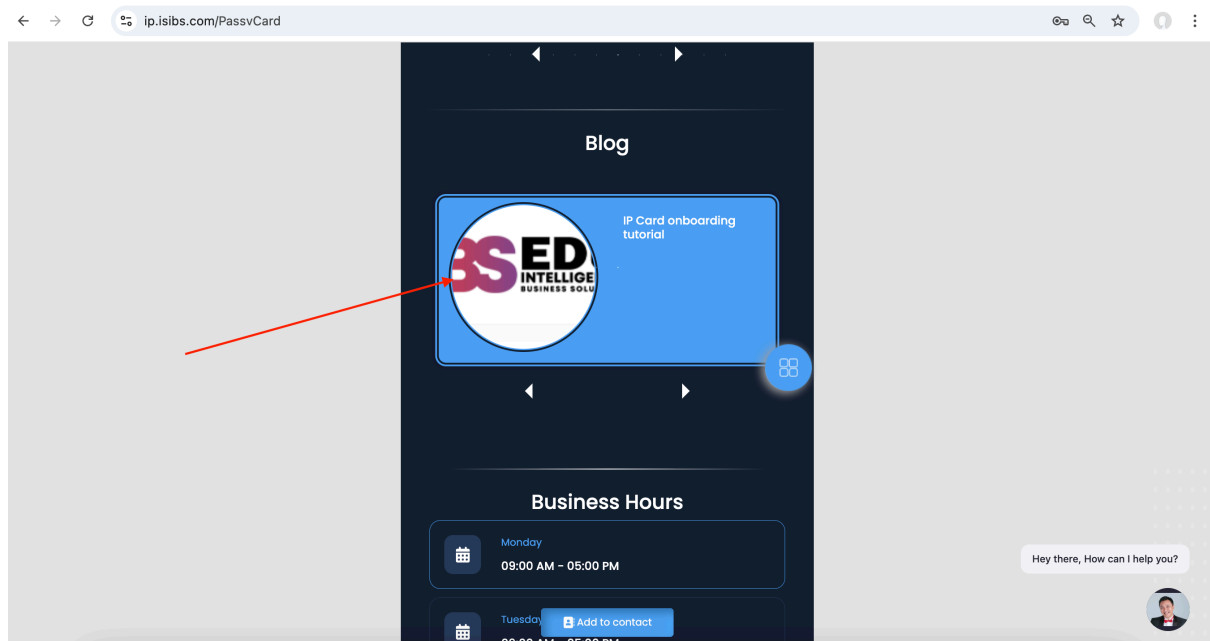 ip.isibs.com/PassvCard
Blog
IP Card onboarding
tutorial
BS ED
INTELLIGE
BUSINESS SOLU
Business Hours
Monday
09:00 AM - 05:00 PM
Tuesday
Add to contact
Hey there, How can I help you?